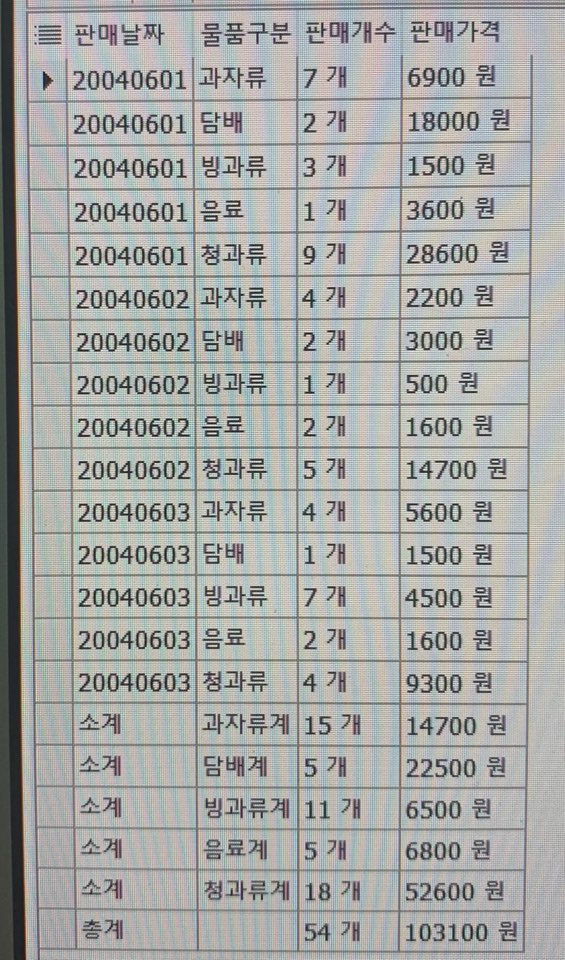 판매날짜 물품구분 판매개수 판매가격
20040601 과자류 7 개 6900 원
20040601 담배 2 개 18000 원
20040601 빙과류 3 개 1500 원
20040601 음료 1 개 3600 원
20040601 청과류 9 개 28600 원
20040602 과자류 4 개 2200 원
20040602 담배 2 개 3000 원
20040602 빙과류 1 개 500 원
20040602 음료 2 개 1600 원
20040602 청과류 5 개 14700 원
20040603 과자류 4 개 5600 원
20040603 담배 1 개 1500 원
20040603 빙과류 7 개 4500 원
20040603 음료 2 개 1600 원
20040603 청과류 4 개 9300 원
소계 과자류계 15 개 14700 원
소계 담배계 5 개 22500 원
소계 빙과류계 11 개 6500 원
소계 음료계 5 개 6800 원
소계 청과류계 18 개 52600 원
총계 54 개 103100 원